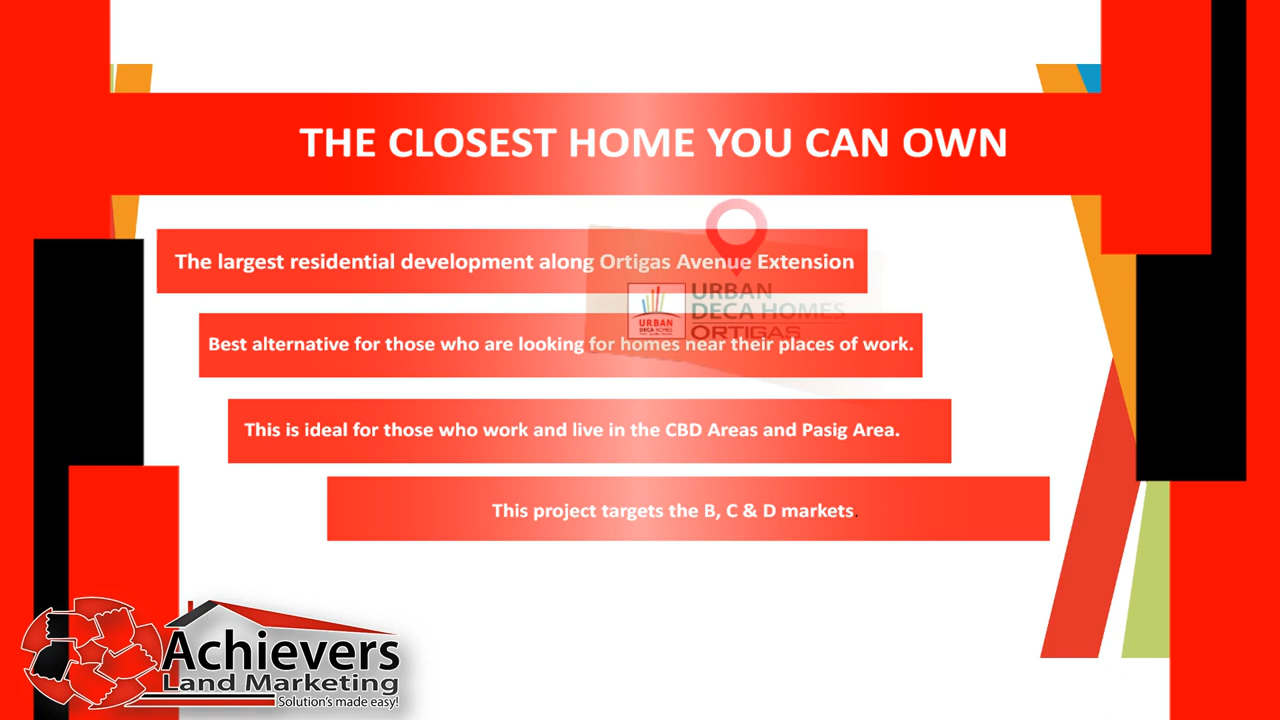 THE CLOSEST HOME YOU CAN OWN
The largest residential development along Ortigas Avenue Extension
URBAN
DECA HOMES
ORTIGAS
URBAN
DECA HOMES
Best alternative for those who are looking for homes near their places of work.
This is ideal for those who work and live in the CBD Areas and Pasig Area.
This project targets the B, C & D markets.
Achievers
Land Marketing
Solution's made easy!